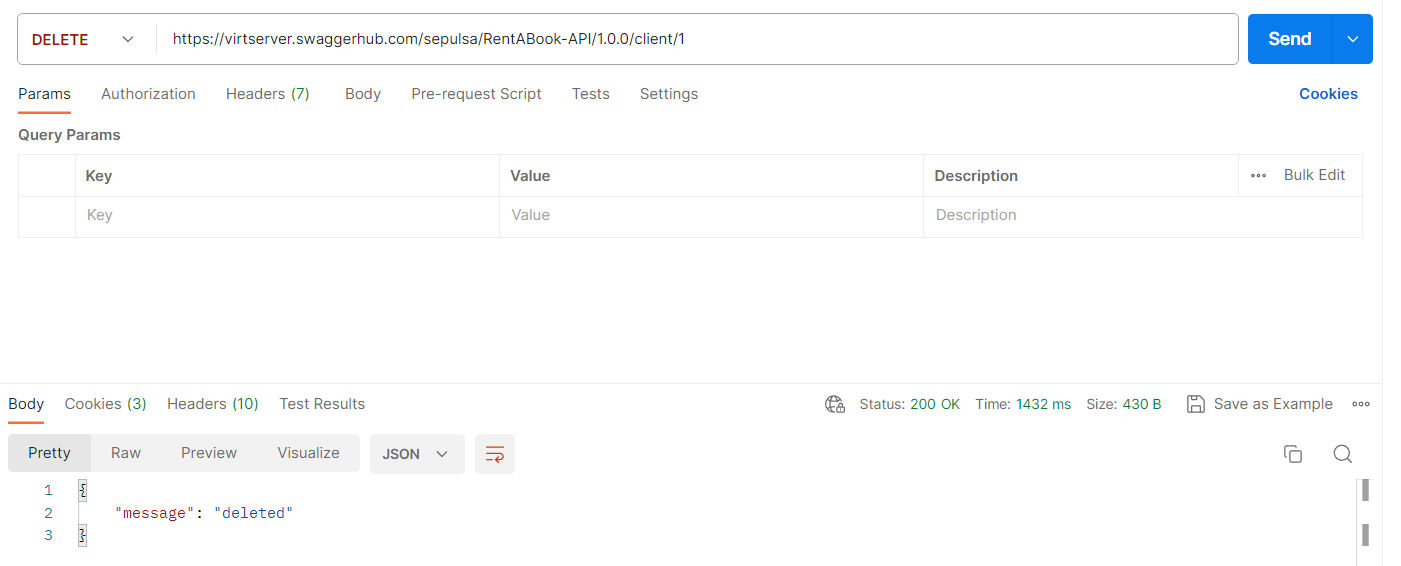 DELETE https://virtserver.swaggerhub.com/sepulsa/RentABook-API/1.0.0/client/1 Send
Params Authorization Headers (7) Body Pre-request Script Tests Settings Cookies
Query Params
Key Value Description Bulk Edit
Key Value Description
Body Cookies (3) Headers (10) Test Results Status: 200 OK Time: 1432 ms Size: 430 B Save as Example
Pretty Raw Preview Visualize JSON
1 {
2 "message": "deleted"
3 }